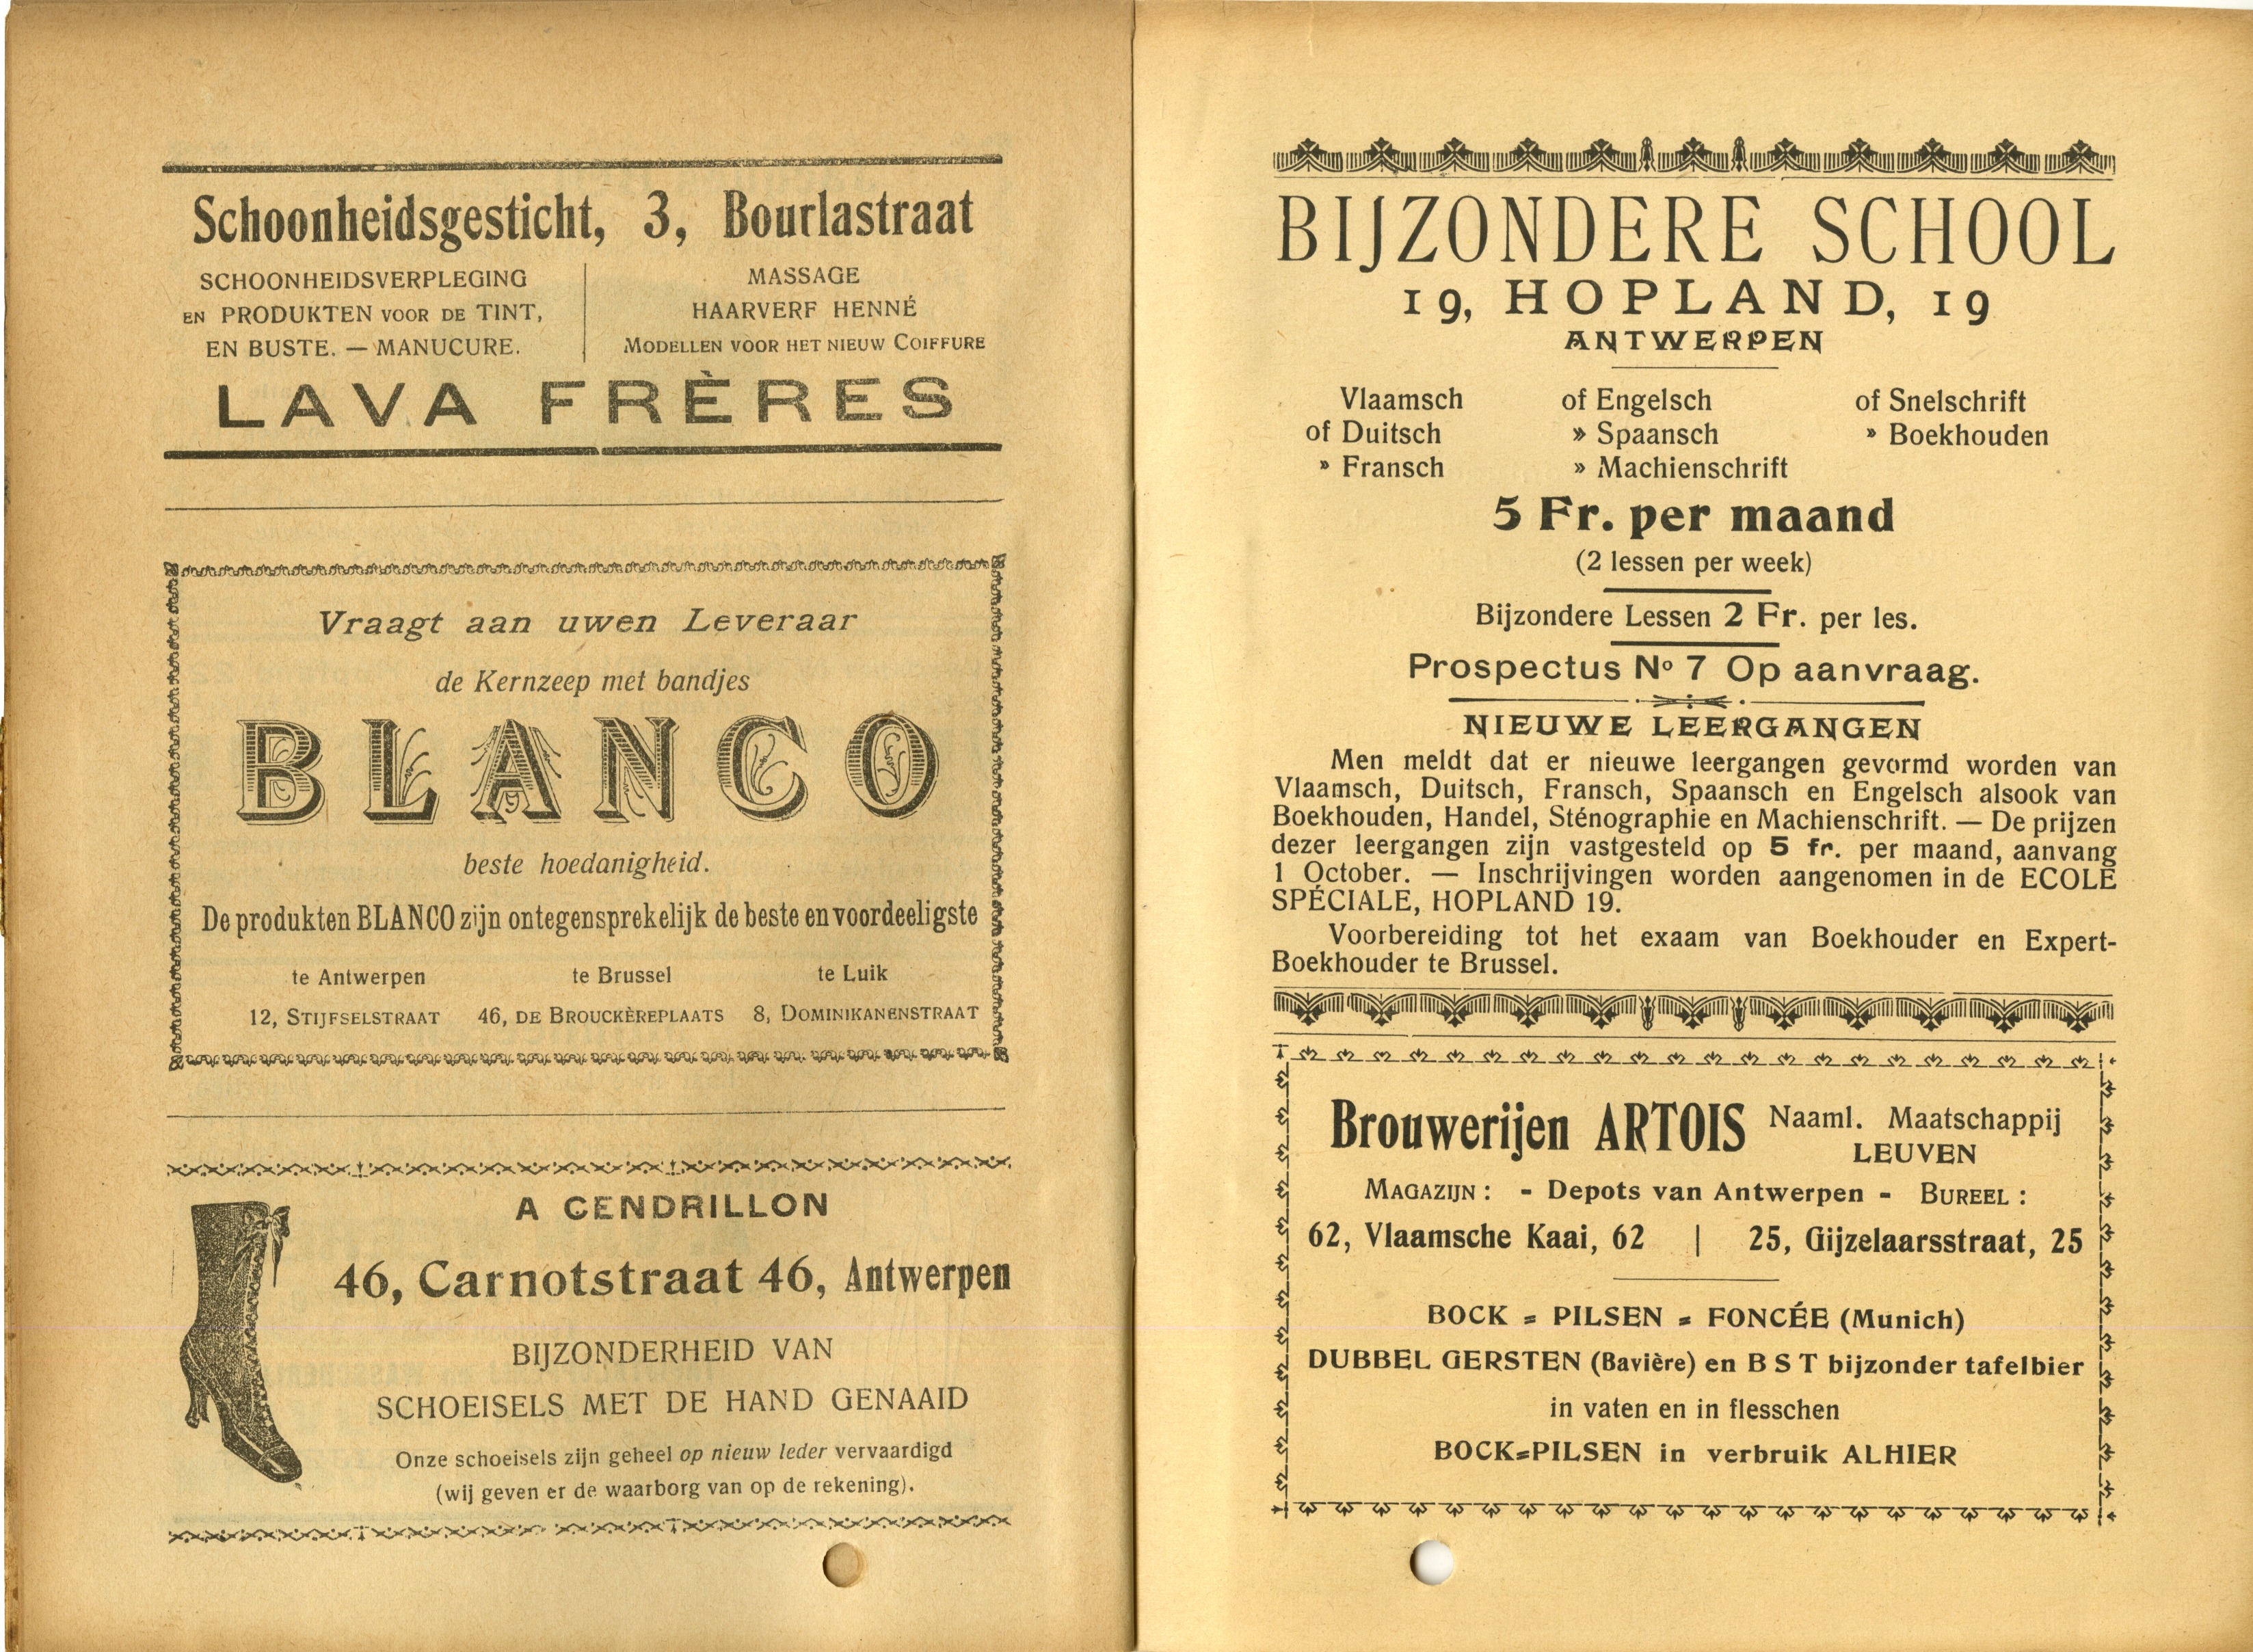 Schoonheidsgesticht, 3, Bourlastraat
SCHOONHEIDSVERPLEGING
EN PRODUKTEN VOOR DE TINT,
EN BUSTE. — MANUCURE.
MASSAGE
HAARVERF HENNÉ
MODELLEN VOOR HET NIEUW COIFFURE
LAVA FRÈRES
Vraagt aan uwen Leveraar
de Kernzeep met bandjes
BLANCO
beste hoedanigheid.
De produkten BLANCO zijn ontegensprekelijk de beste en voordeeligste
te Antwerpen te Brussel te Luik
12, STIJFSELSTRAAT 46, DE BROUCKÈREPLAATS 8, DOMINIKANENSTRAAT
A CENDRILLON
46, Carnotstraat 46, Antwerpen
BIJZONDERHEID VAN
SCHOEISELS MET DE HAND GENAAID
Onze schoeisels zijn geheel op nieuw leder vervaardigd
(wij geven er de waarborg van op de rekening).
BIJZONDERE SCHOOL
19, HOPLAND, 19
ANTWERPEN
Vlaamsch of Engelsch of Snelschrift
of Duitsch » Spaansch » Boekhouden
» Fransch » Machienschrift
5 Fr. per maand
(2 lessen per week)
Bijzondere Lessen 2 Fr. per les.
Prospectus Nº 7 Op aanvraag.
NIEUWE LEERGANGEN
Men meldt dat er nieuwe leergangen gevormd worden van
Vlaamsch, Duitsch, Fransch, Spaansch en Engelsch alsook van
Boekhouden, Handel, Sténographie en Machienschrift. — De prijzen
dezer leergangen zijn vastgesteld op 5 fr. per maand, aanvang
1 October. — Inschrijvingen worden aangenomen in de ECOLE
SPÉCIALE, HOPLAND 19.
Voorbereiding tot het exaam van Boekhouder en Expert-
Boekhouder te Brussel.
Brouwerijen ARTOIS Naaml. Maatschappij
LEUVEN
MAGAZIJN : - Depots van Antwerpen - BUREEL :
62, Vlaamsche Kaai, 62 | 25, Gijzelaarsstraat, 25
BOCK = PILSEN = FONCÉE (Munich)
DUBBEL GERSTEN (Bavière) en B S T bijzonder tafelbier
in vaten en in flesschen
BOCK=PILSEN in verbruik ALHIER